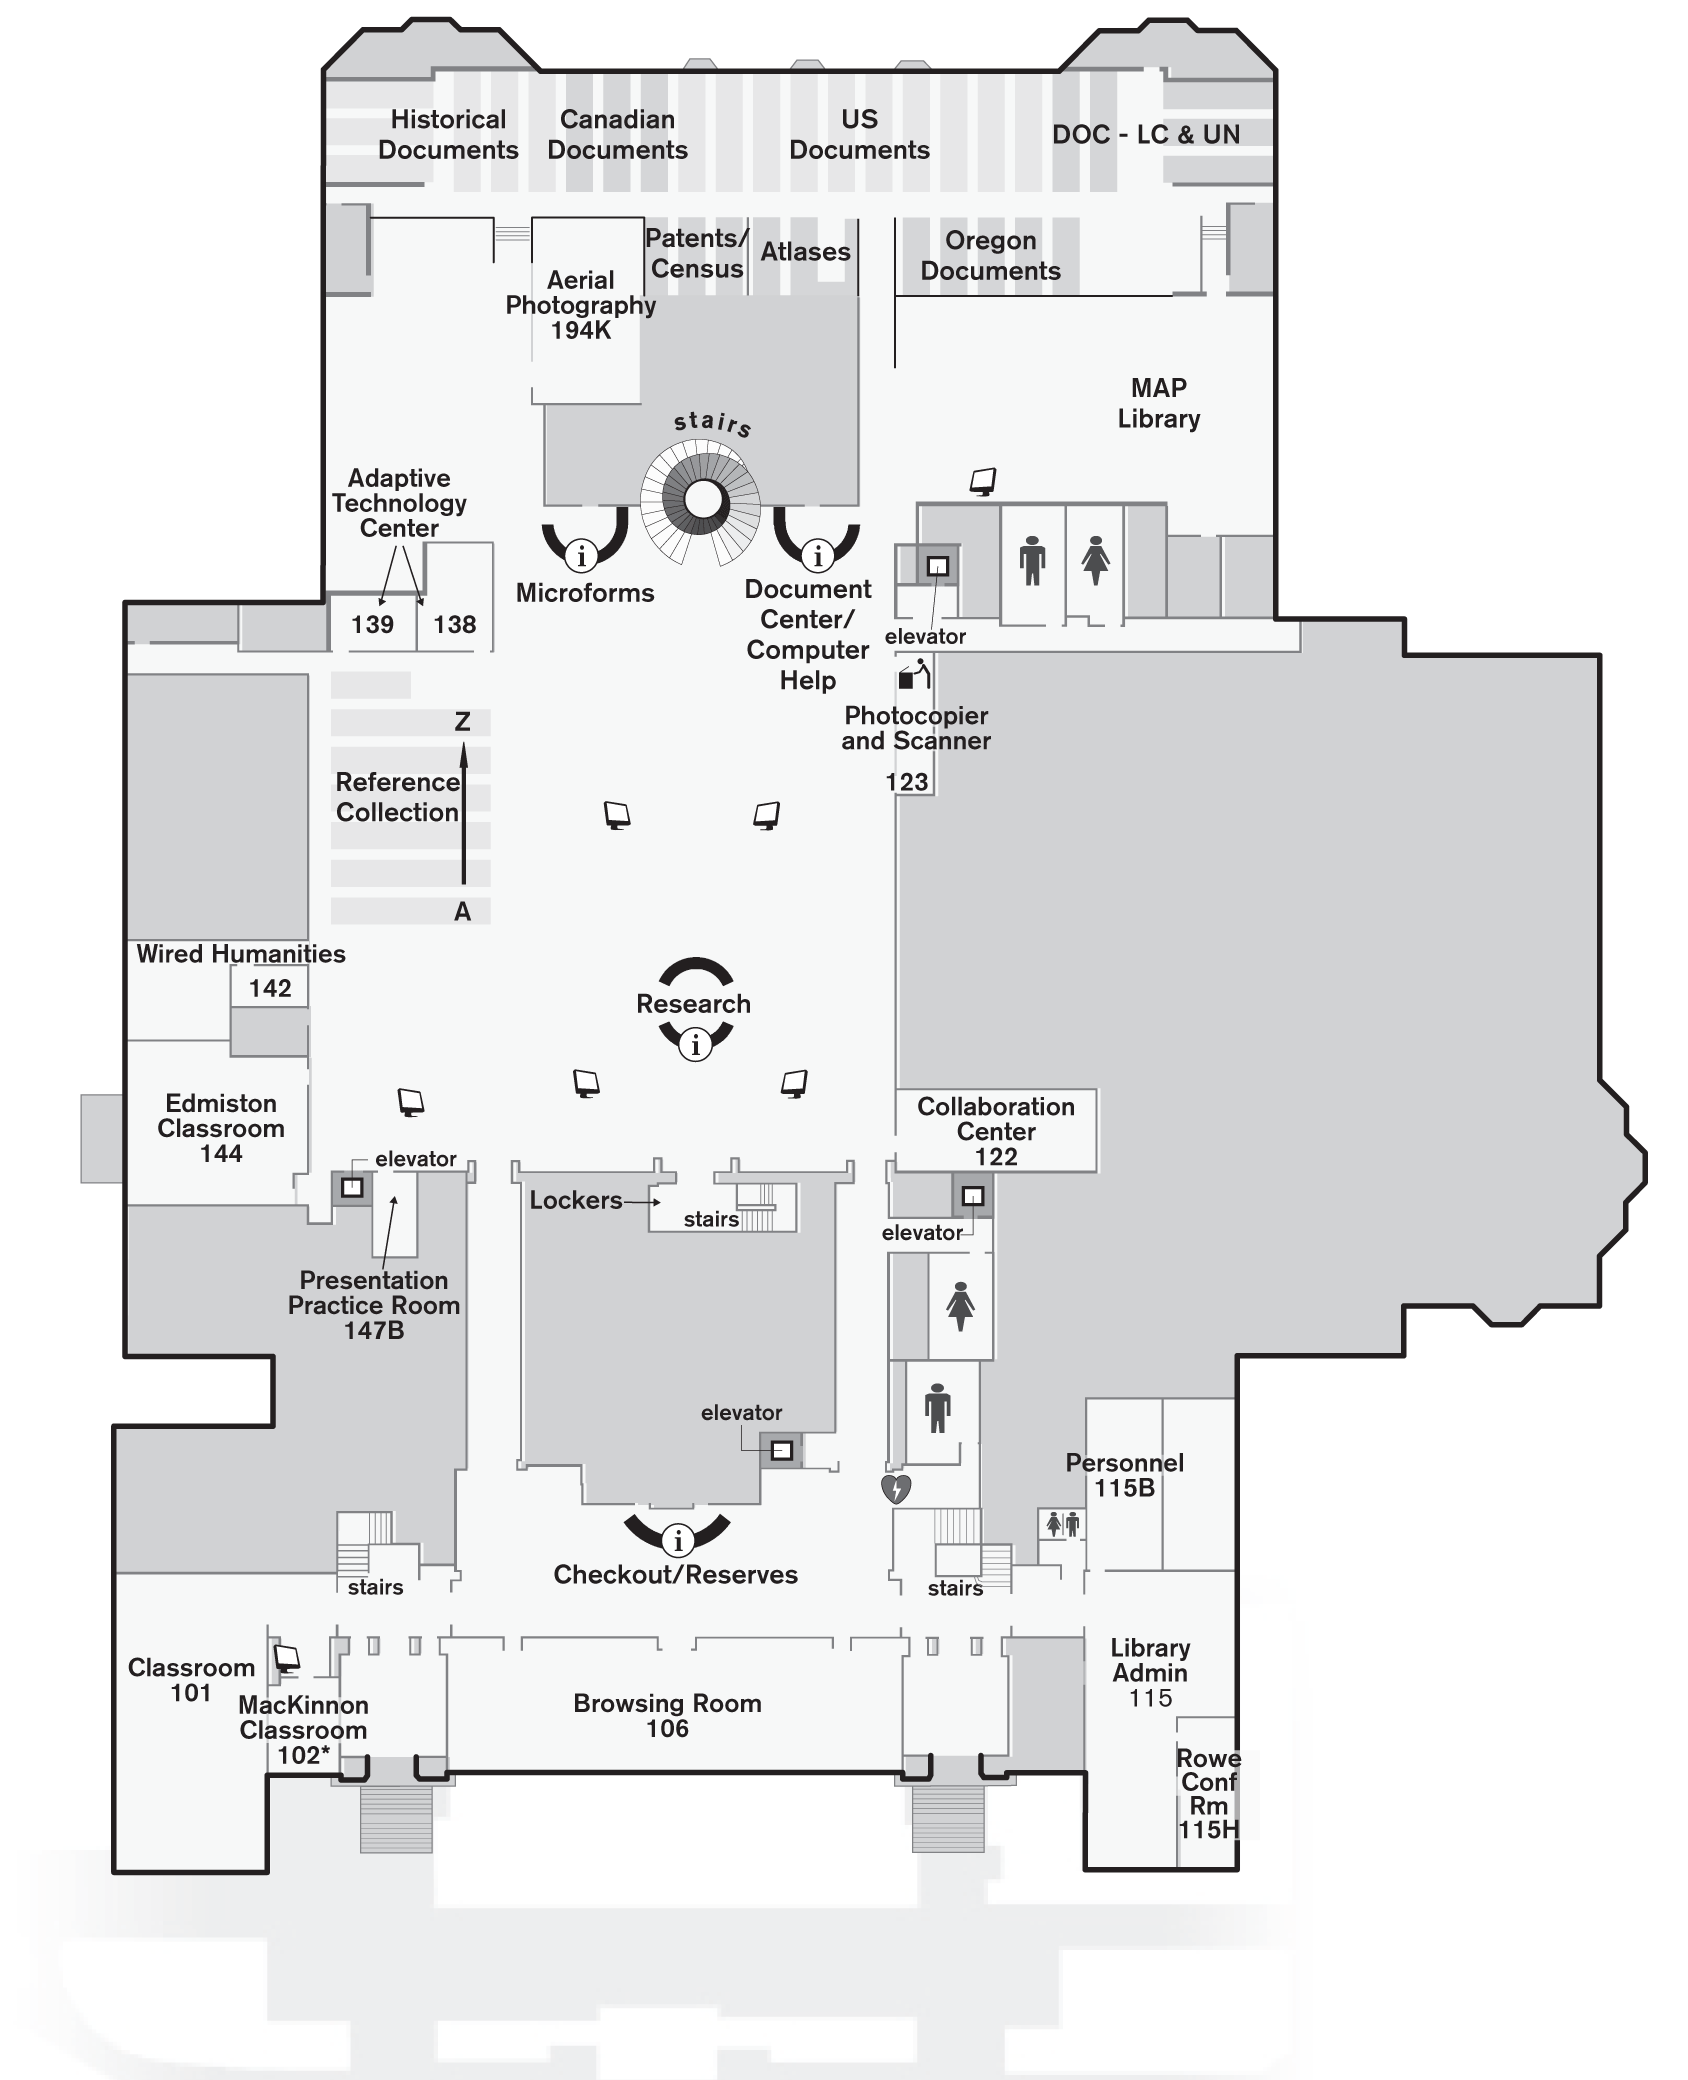 Historical
Documents
Canadian
Documents
US
Documents
DOC - LC & UN
Patents/
Census
Atlases
Oregon
Documents
Aerial
Photography
194K
MAP
Library
stairs
Adaptive
Technology
Center
139
138
i
Microforms
i
Document
Center/
Computer
Help
elevator
Photocopier
and Scanner
123
Z
Reference
Collection
A
Wired Humanities
142
Research
i
Edmiston
Classroom
144
Collaboration
Center
122
elevator
Lockers
stairs
elevator
Presentation
Practice Room
147B
elevator
Personnel
115B
i
Checkout/Reserves
stairs
stairs
Classroom
101
MacKinnon
Classroom
102*
Browsing Room
106
Library
Admin
115
Rowe
Conf
Rm
115H